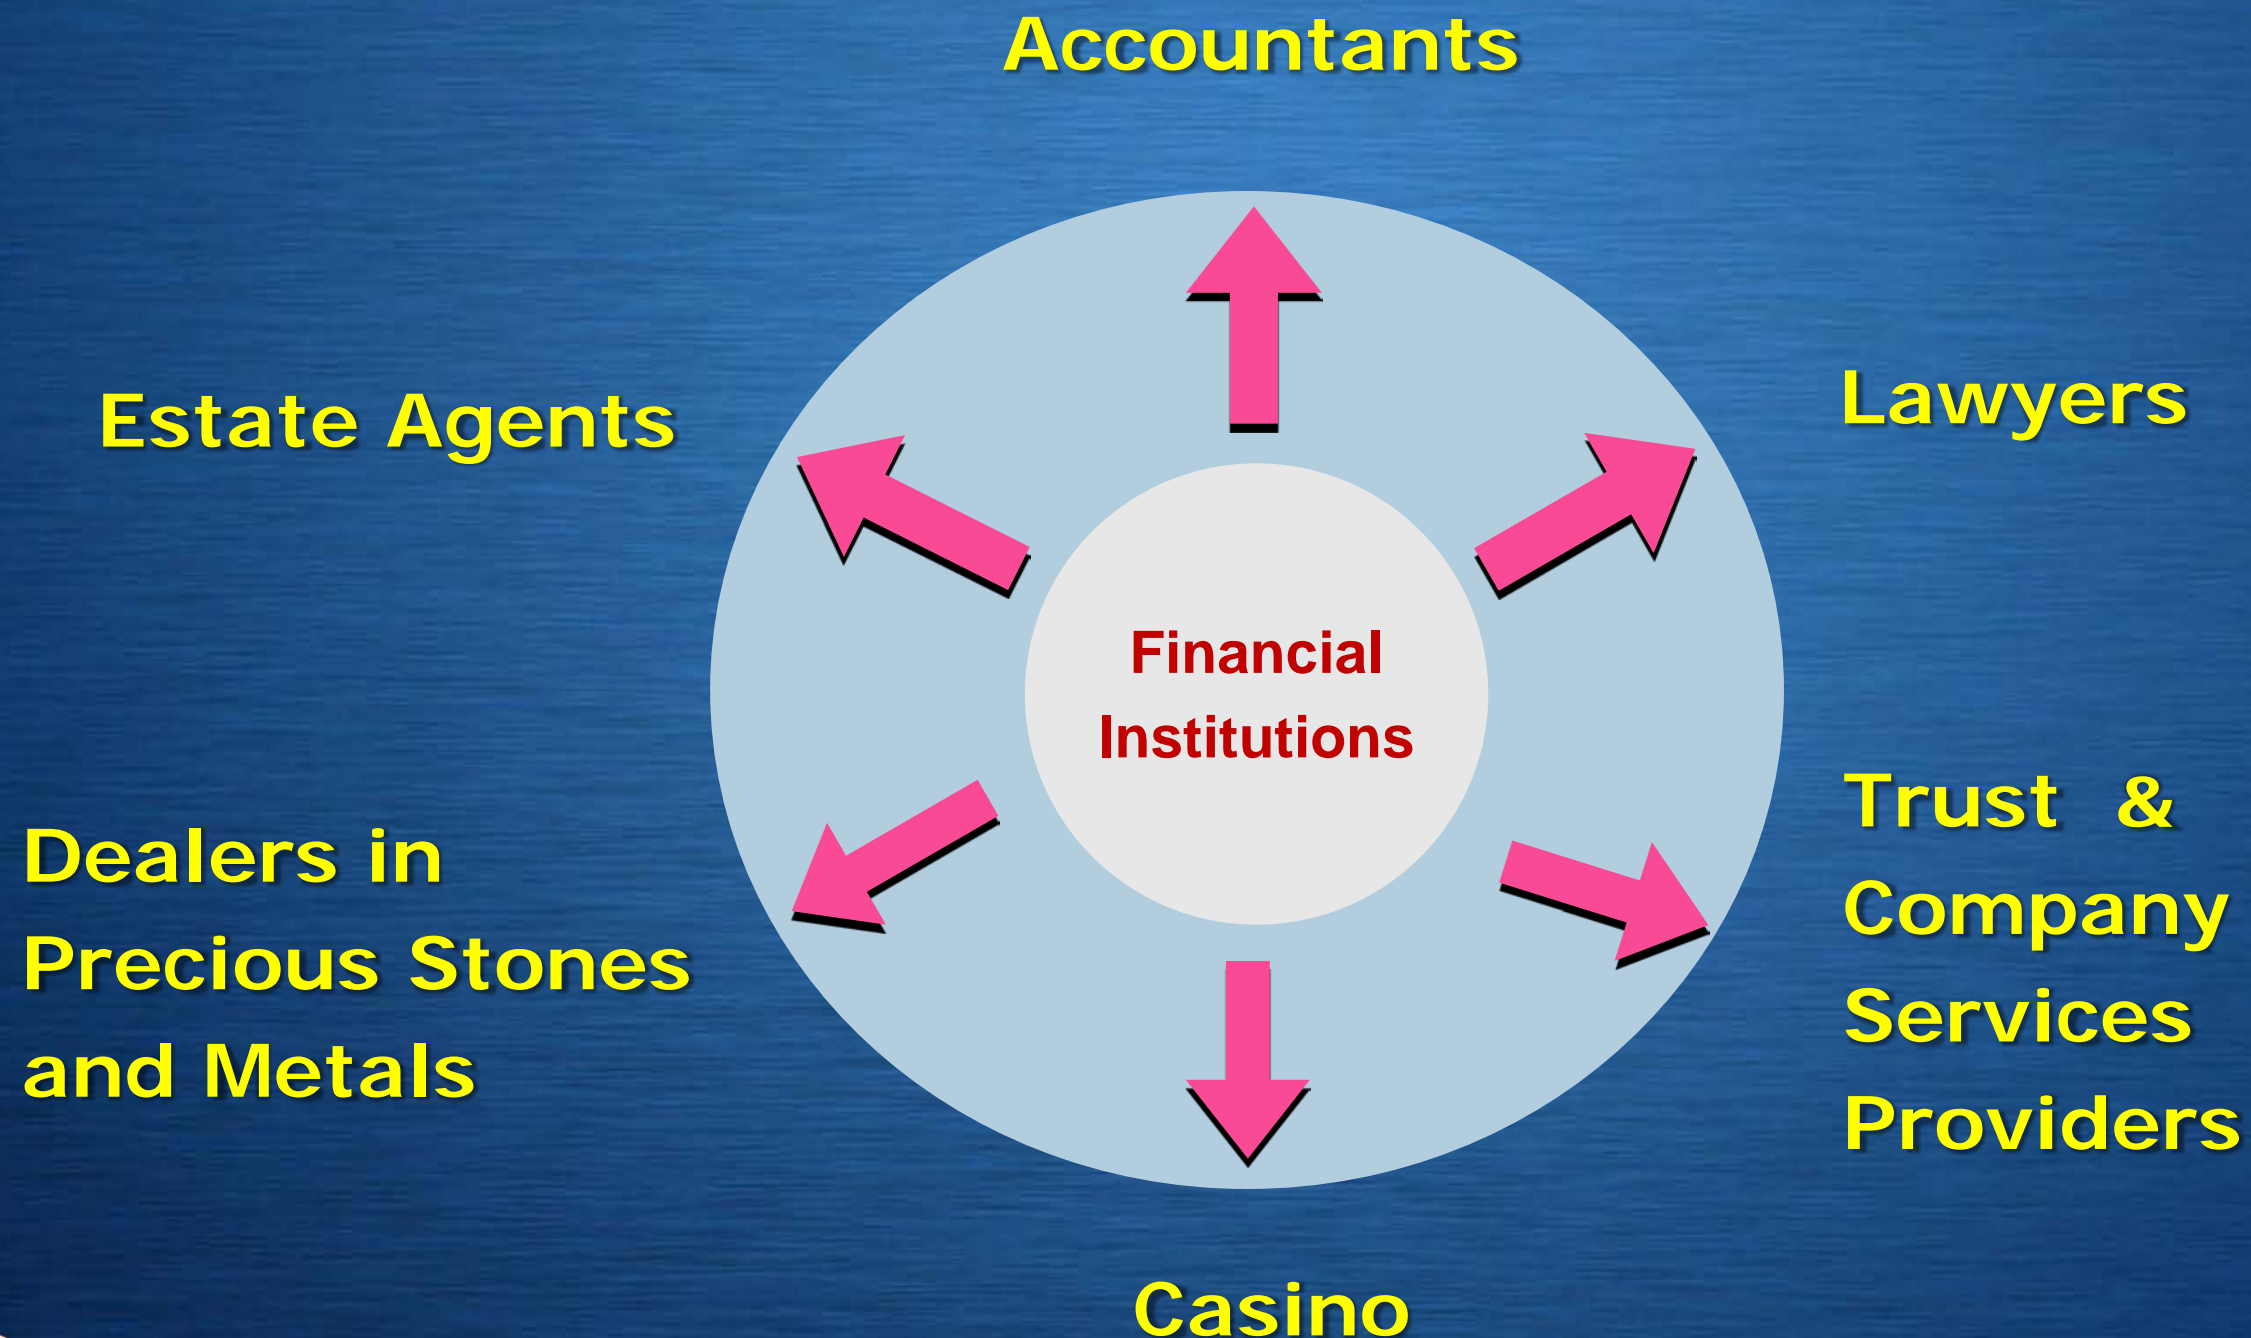 Accountants
Lawyers
Estate Agents
Financial
Institutions
Trust & 
Company
Services
Providers
Dealers in
Precious Stones
and Metals
Casino